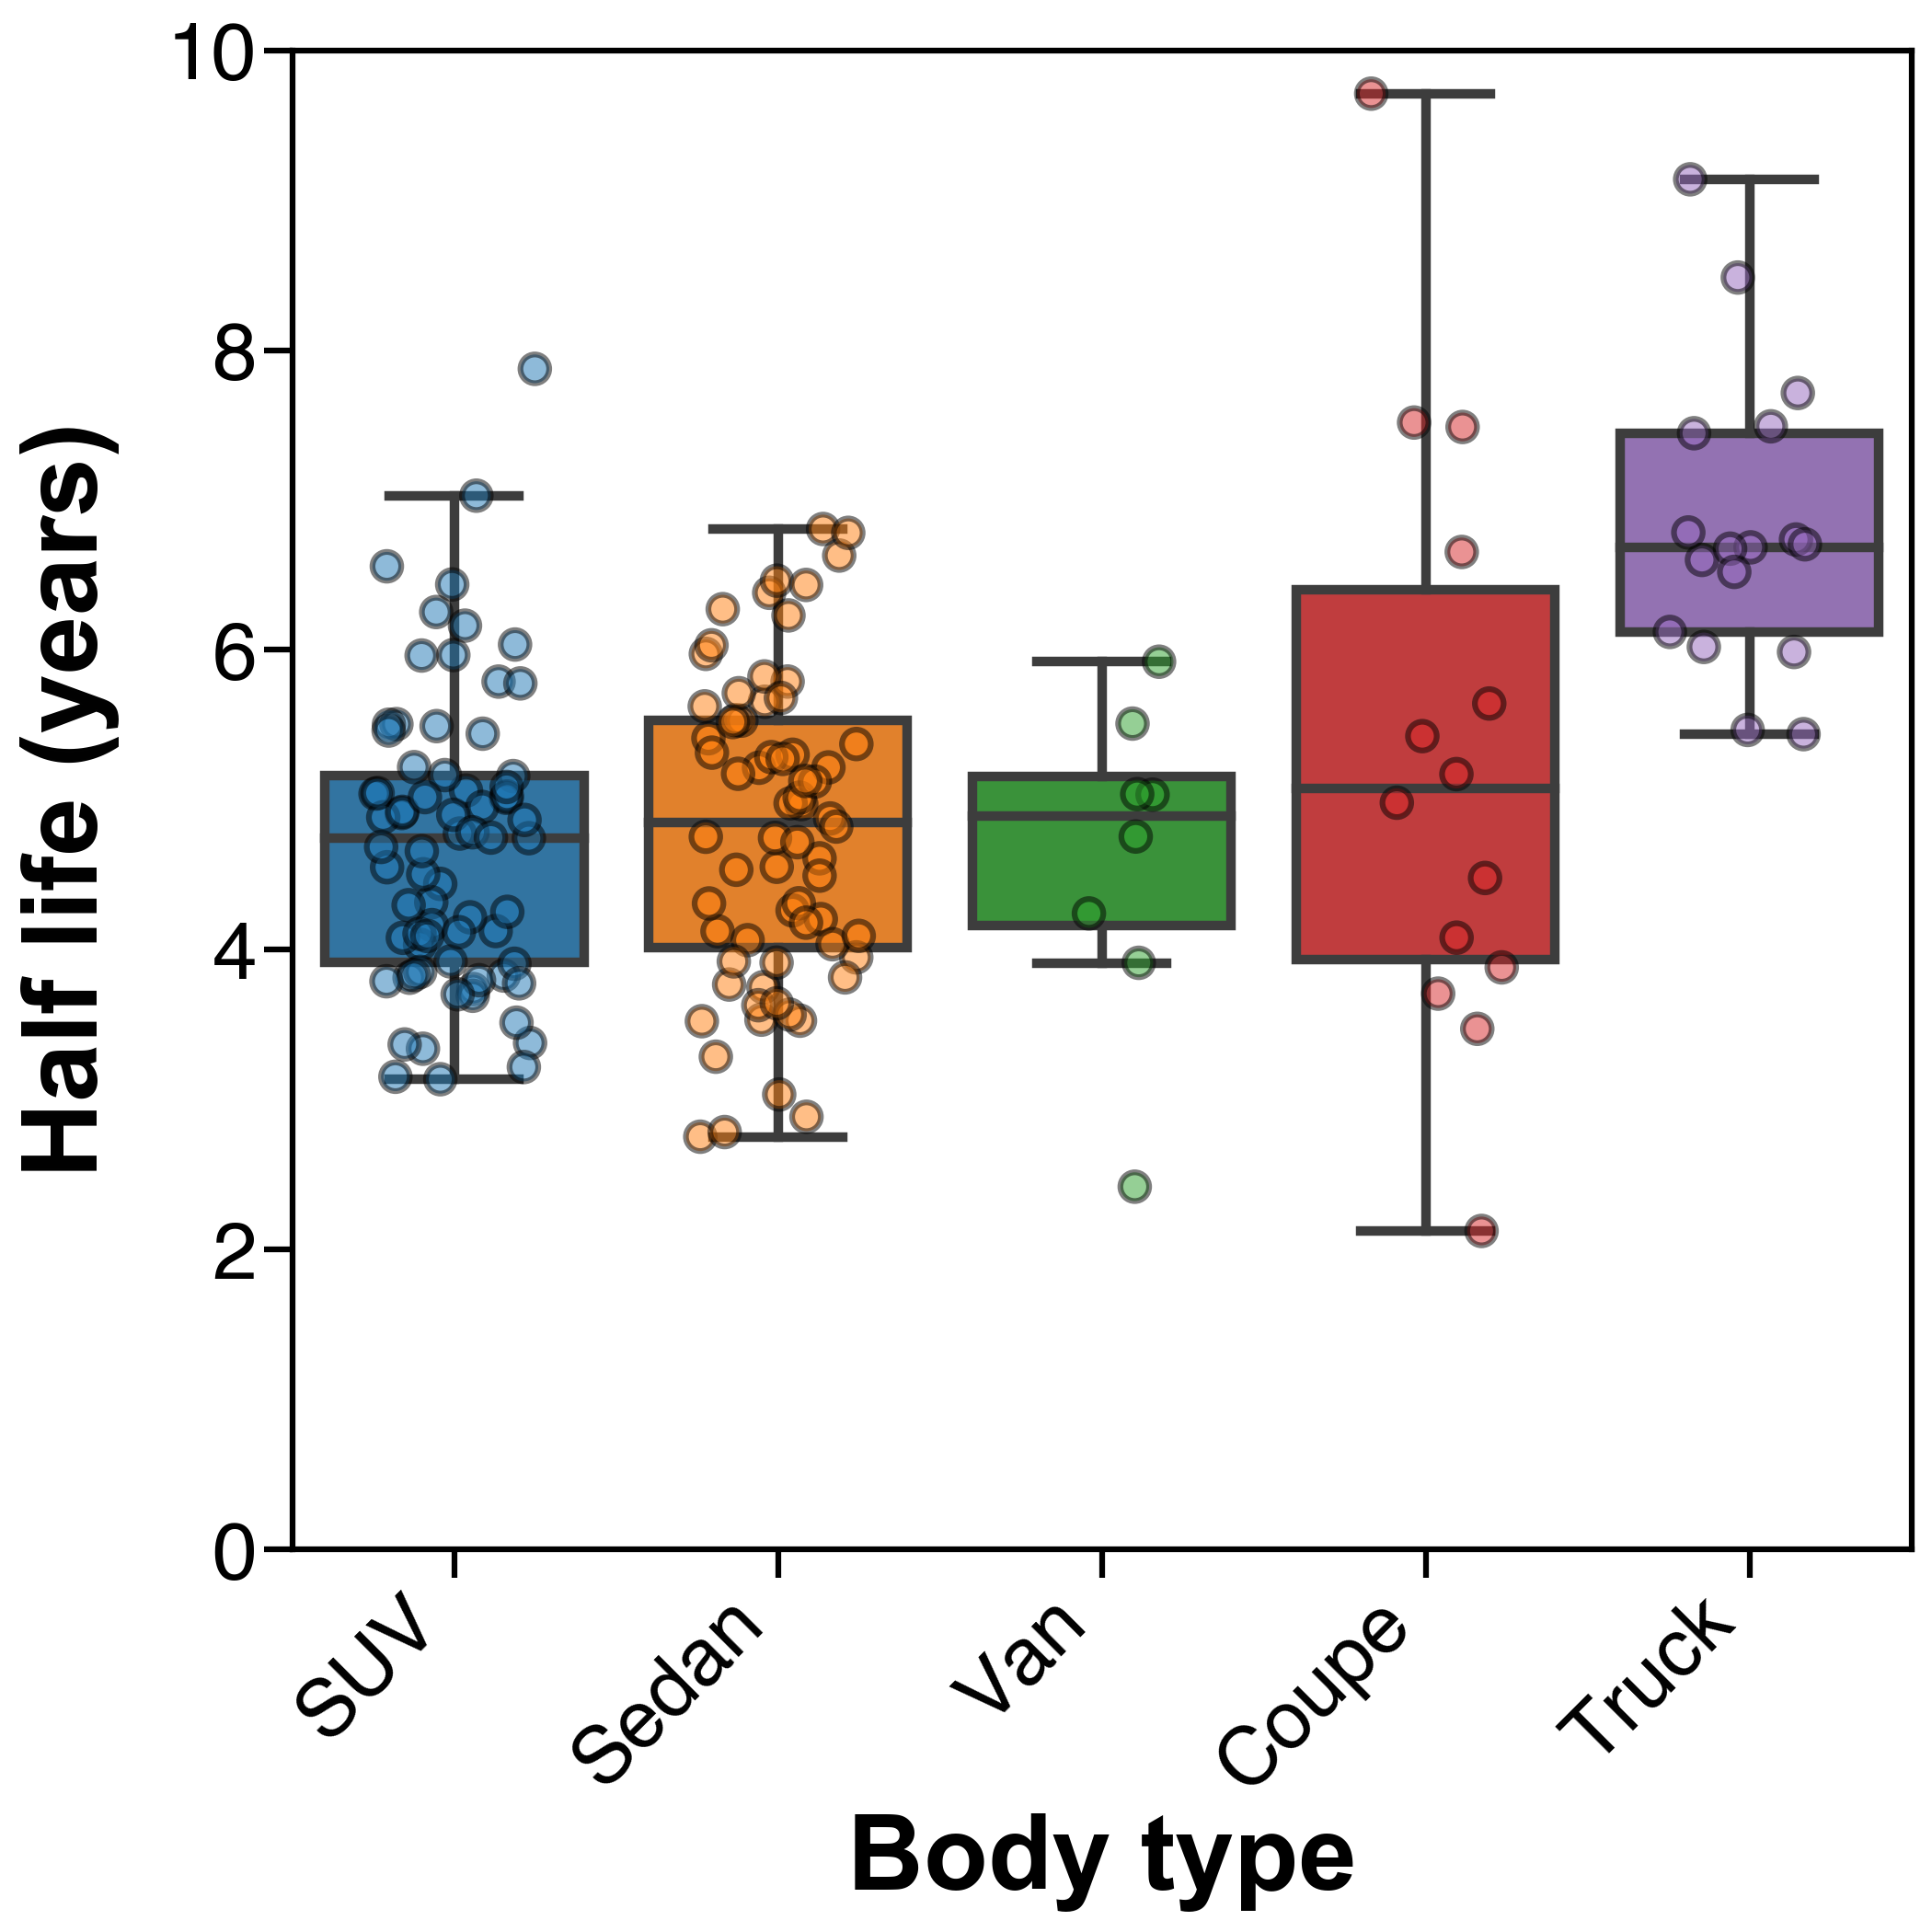 Half life (years)
10
8
6
4
2
0
SUV
Sedan
Van
Coupe
Truck
Body type